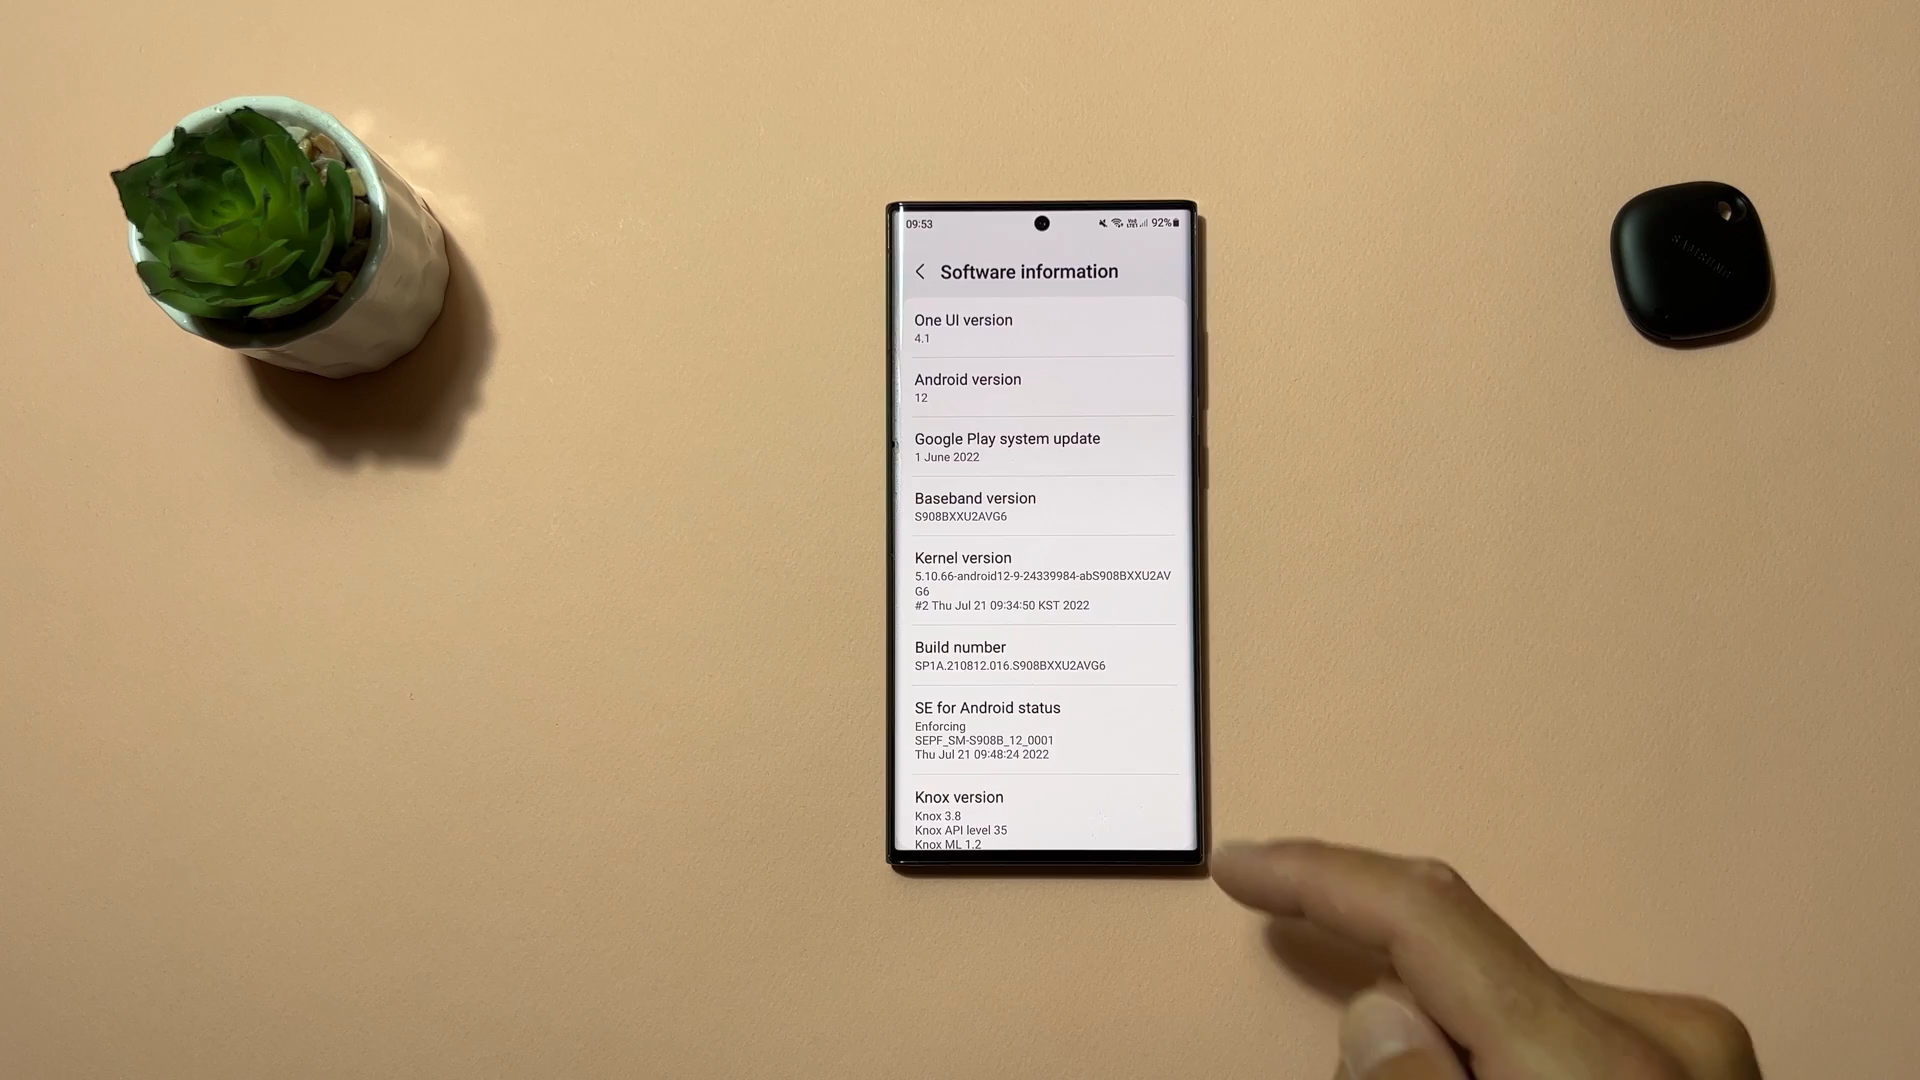 09:53
92%
Software information
One UI version
4.1
Android version
12
Google Play system update
1 June 2022
Baseband version
S908BXXU2AVG6
Kernel version
5.10.66-android12-9-24339984-abS908BXXU2AV
G6
#2 Thu Jul 21 09:34:50 KST 2022
Build number
SP1A.210812.016.S908BXXU2AVG6
SE for Android status
Enforcing
SEPF_SM-S908B_12_0001
Thu Jul 21 09:48:24 2022
Knox version
Knox 3.8
Knox API level 35
Knox ML 1.2
SAMSUNG